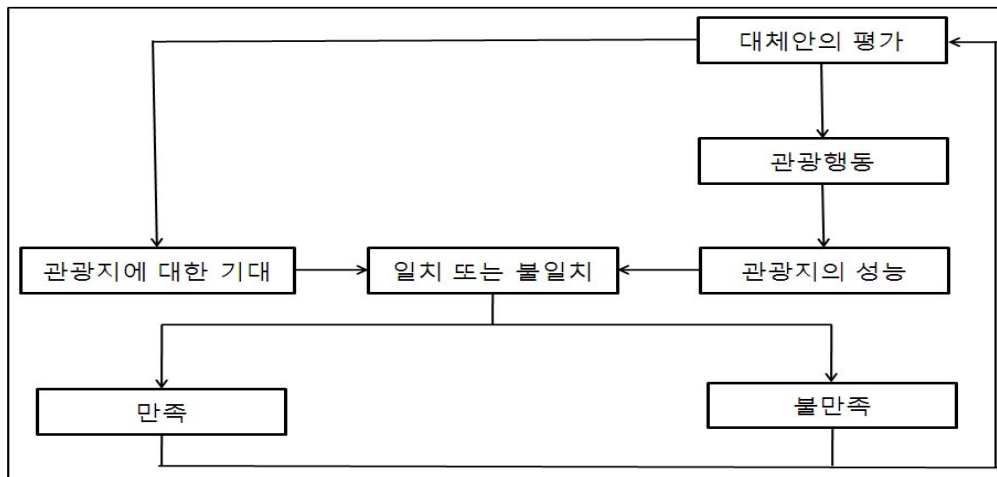 대체안의 평가
관광행동
관광지에 대한 기대
일치 또는 불일치
관광지의 성능
만족
불만족